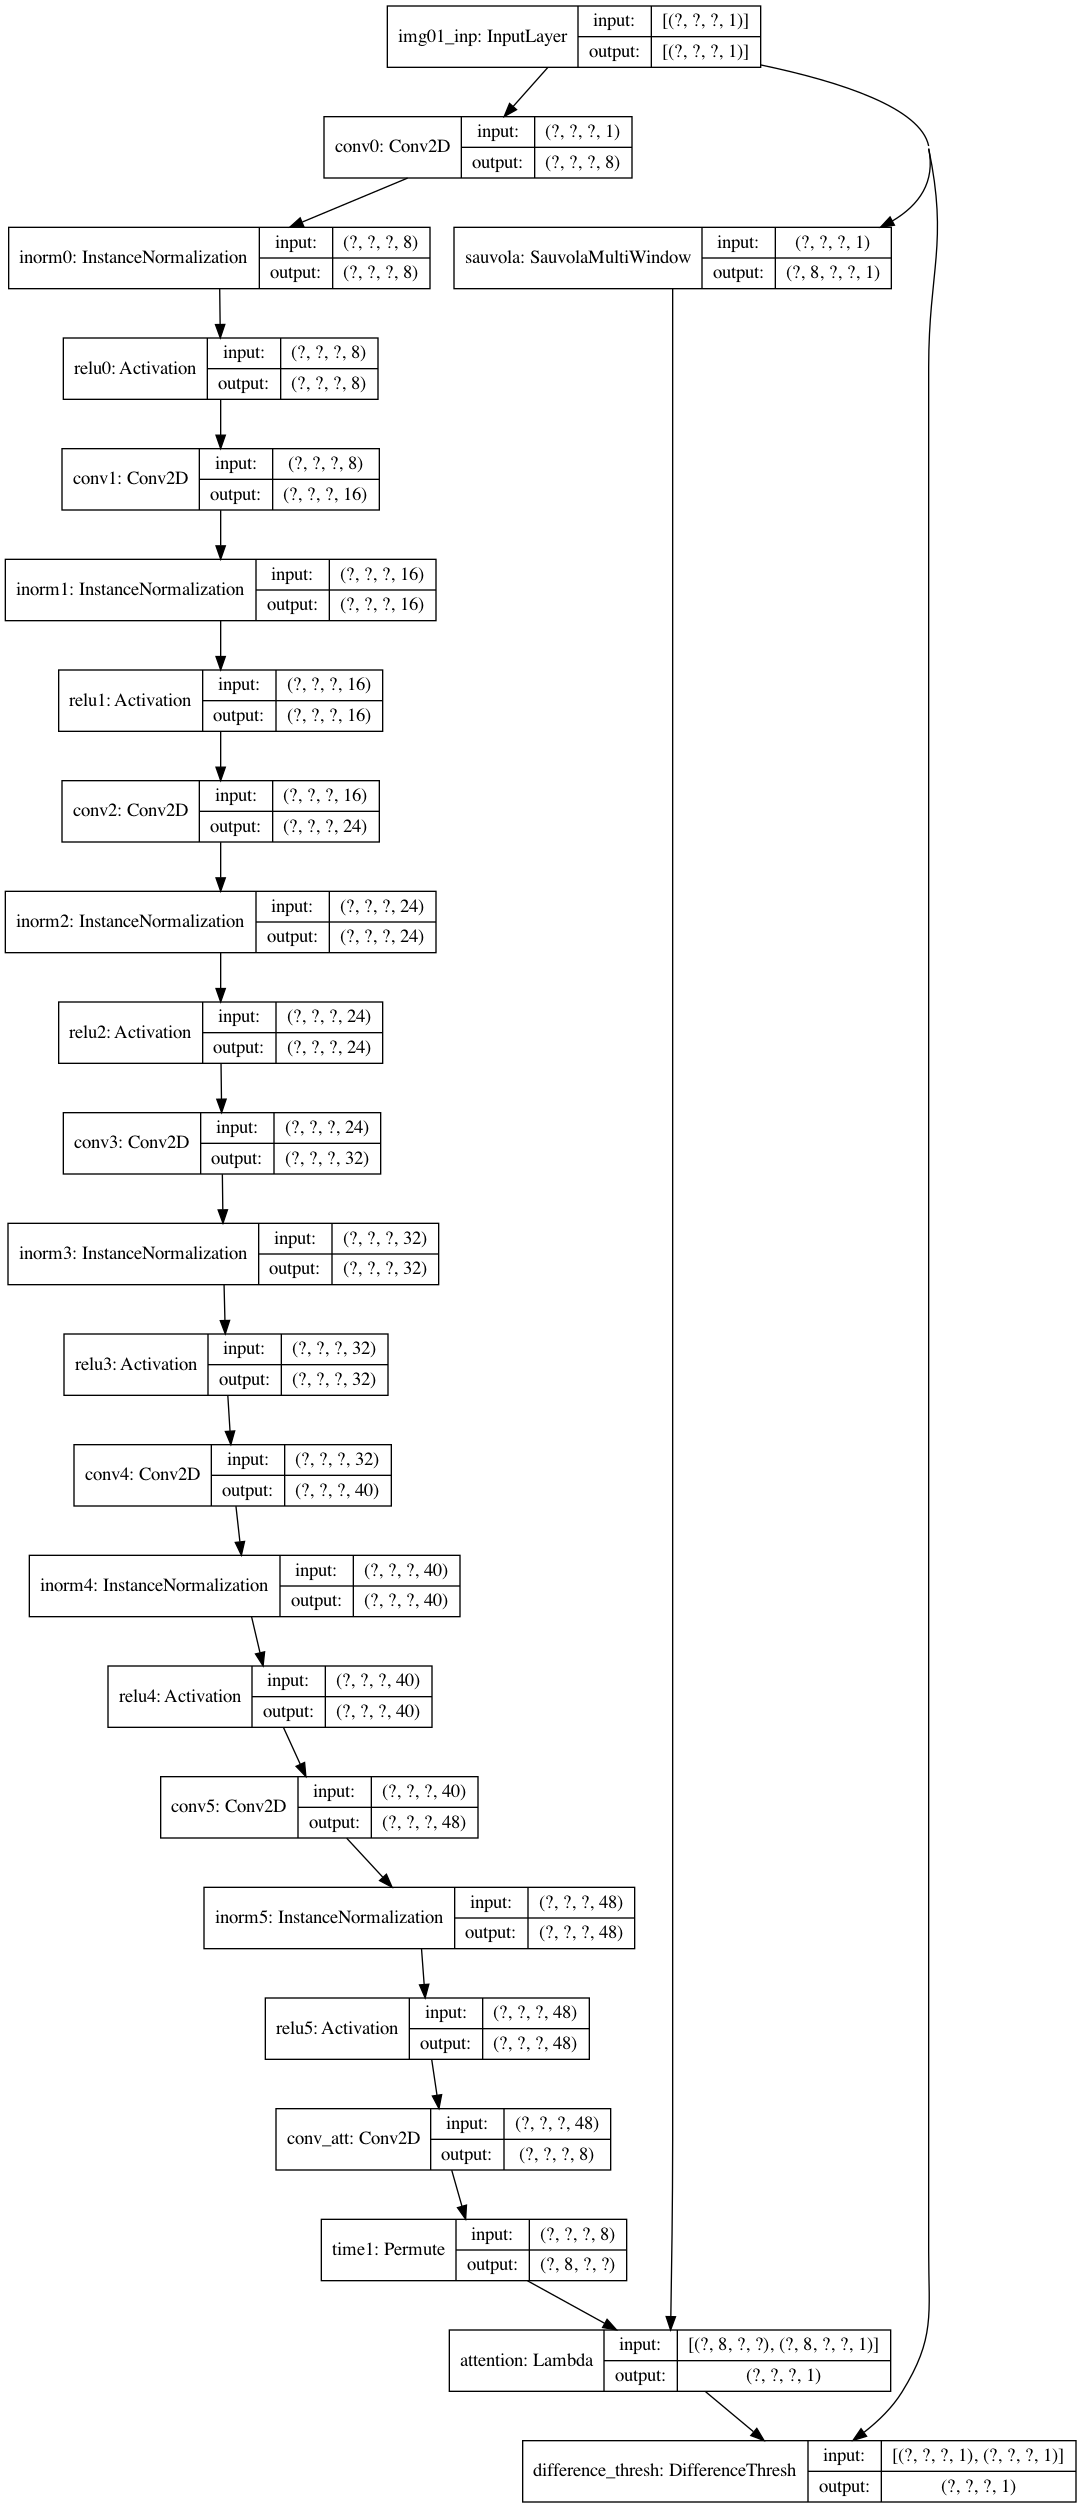 img01_inp: InputLayer
input: [(?, ?, ?, 1)]
output: [(?, ?, ?, 1)]
conv0: Conv2D
input: (?, ?, ?, 1)
output: (?, ?, ?, 8)
inorm0: InstanceNormalization
input: (?, ?, ?, 8)
output: (?, ?, ?, 8)
sauvola: SauvolaMultiWindow
input: (?, ?, ?, 1)
output: (?, 8, ?, ?, 1)
relu0: Activation
input: (?, ?, ?, 8)
output: (?, ?, ?, 8)
conv1: Conv2D
input: (?, ?, ?, 8)
output: (?, ?, ?, 16)
inorm1: InstanceNormalization
input: (?, ?, ?, 16)
output: (?, ?, ?, 16)
relu1: Activation
input: (?, ?, ?, 16)
output: (?, ?, ?, 16)
conv2: Conv2D
input: (?, ?, ?, 16)
output: (?, ?, ?, 24)
inorm2: InstanceNormalization
input: (?, ?, ?, 24)
output: (?, ?, ?, 24)
relu2: Activation
input: (?, ?, ?, 24)
output: (?, ?, ?, 24)
conv3: Conv2D
input: (?, ?, ?, 24)
output: (?, ?, ?, 32)
inorm3: InstanceNormalization
input: (?, ?, ?, 32)
output: (?, ?, ?, 32)
relu3: Activation
input: (?, ?, ?, 32)
output: (?, ?, ?, 32)
conv4: Conv2D
input: (?, ?, ?, 32)
output: (?, ?, ?, 40)
inorm4: InstanceNormalization
input: (?, ?, ?, 40)
output: (?, ?, ?, 40)
relu4: Activation
input: (?, ?, ?, 40)
output: (?, ?, ?, 40)
conv5: Conv2D
input: (?, ?, ?, 40)
output: (?, ?, ?, 48)
inorm5: InstanceNormalization
input: (?, ?, ?, 48)
output: (?, ?, ?, 48)
relu5: Activation
input: (?, ?, ?, 48)
output: (?, ?, ?, 48)
conv_att: Conv2D
input: (?, ?, ?, 48)
output: (?, ?, ?, 8)
time1: Permute
input: (?, ?, ?, 8)
output: (?, 8, ?, ?)
attention: Lambda
input: [(?, 8, ?, ?), (?, 8, ?, ?, 1)]
output: (?, ?, ?, 1)
difference_thresh: DifferenceThresh
input: [(?, ?, ?, 1), (?, ?, ?, 1)]
output: (?, ?, ?, 1)